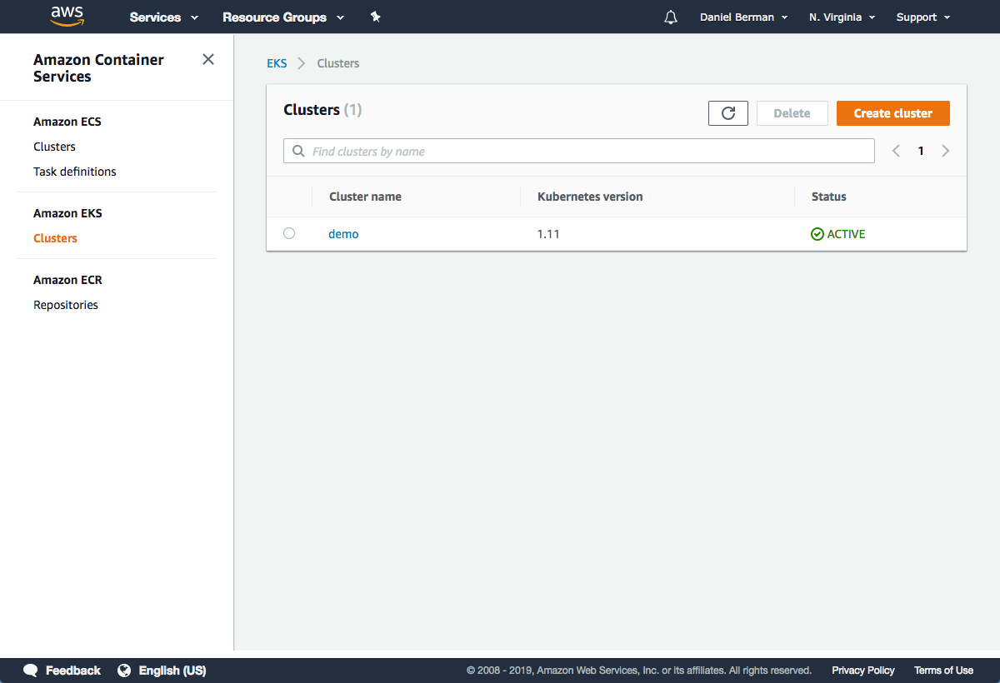 aws Services Resource Groups Daniel Berman N. Virginia Support
Amazon Container
Services
Amazon ECS
Clusters
Task definitions
Amazon EKS
Clusters
Amazon ECR
Repositories
EKS Clusters
Clusters (1) Delete Create cluster
Find clusters by name 1
Cluster name Kubernetes version Status
demo 1.11 ACTIVE
Feedback English (US) © 2008 - 2019, Amazon Web Services, Inc. or its affiliates. All rights reserved. Privacy Policy Terms of Use